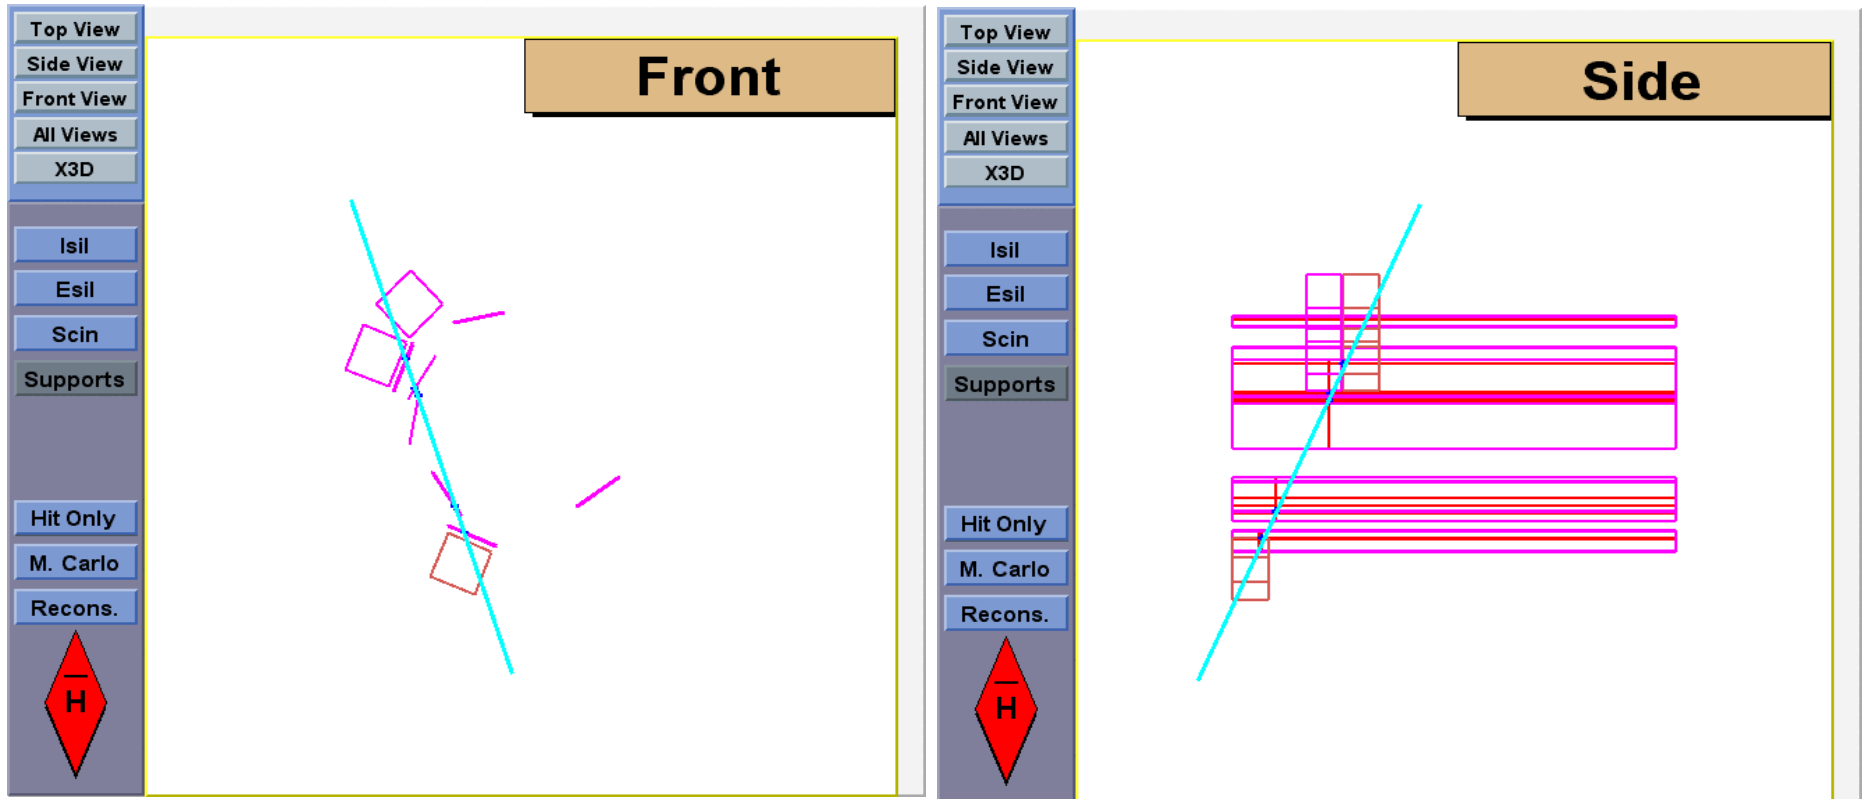 Top View
Side View
Front View
All Views
X3D
Isil
Esil
Scin
Supports
Hit Only
M. Carlo
Recons.
H̅
Front
Top View
Side View
Front View
All Views
X3D
Isil
Esil
Scin
Supports
Hit Only
M. Carlo
Recons.
H̅
Side